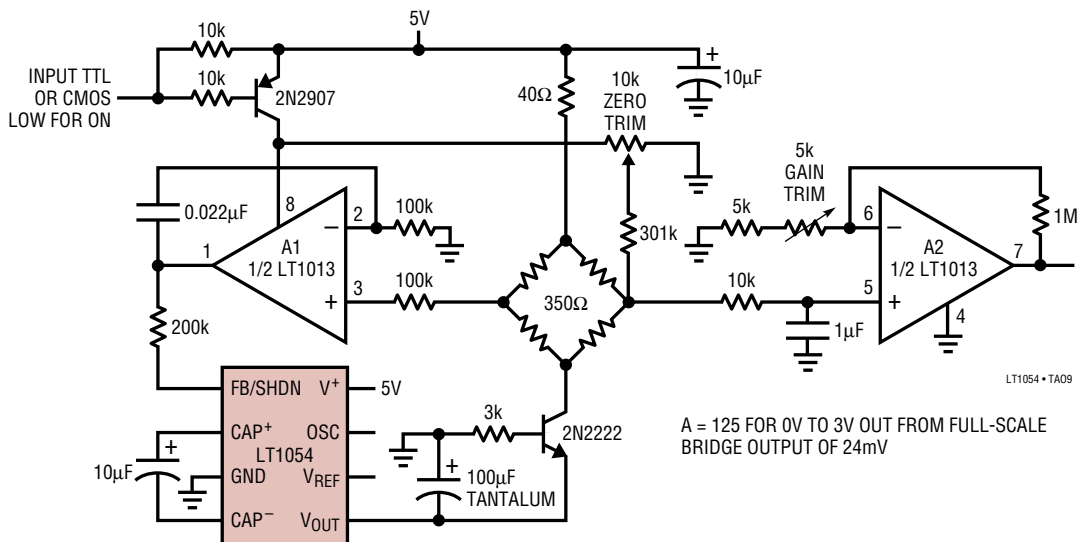 5V
10k
10k
INPUT TTL
OR CMOS
LOW FOR ON
2N2907
40Ω
10k
ZERO
TRIM
+
10µF
5k
GAIN
TRIM
0.022µF
8
2
–
100k
1
A1
1/2 LT1013
3
+
100k
301k
5k
6
–
1M
A2
1/2 LT1013
7
350Ω
10k
5
+
4
1µF
200k
LT1054 • TA09
FB/SHDN
V+
5V
CAP+
OSC
LT1054
+
10µF
GND
VREF
CAP–
VOUT
3k
2N2222
+
100µF
TANTALUM
A = 125 FOR 0V TO 3V OUT FROM FULL-SCALE
BRIDGE OUTPUT OF 24mV